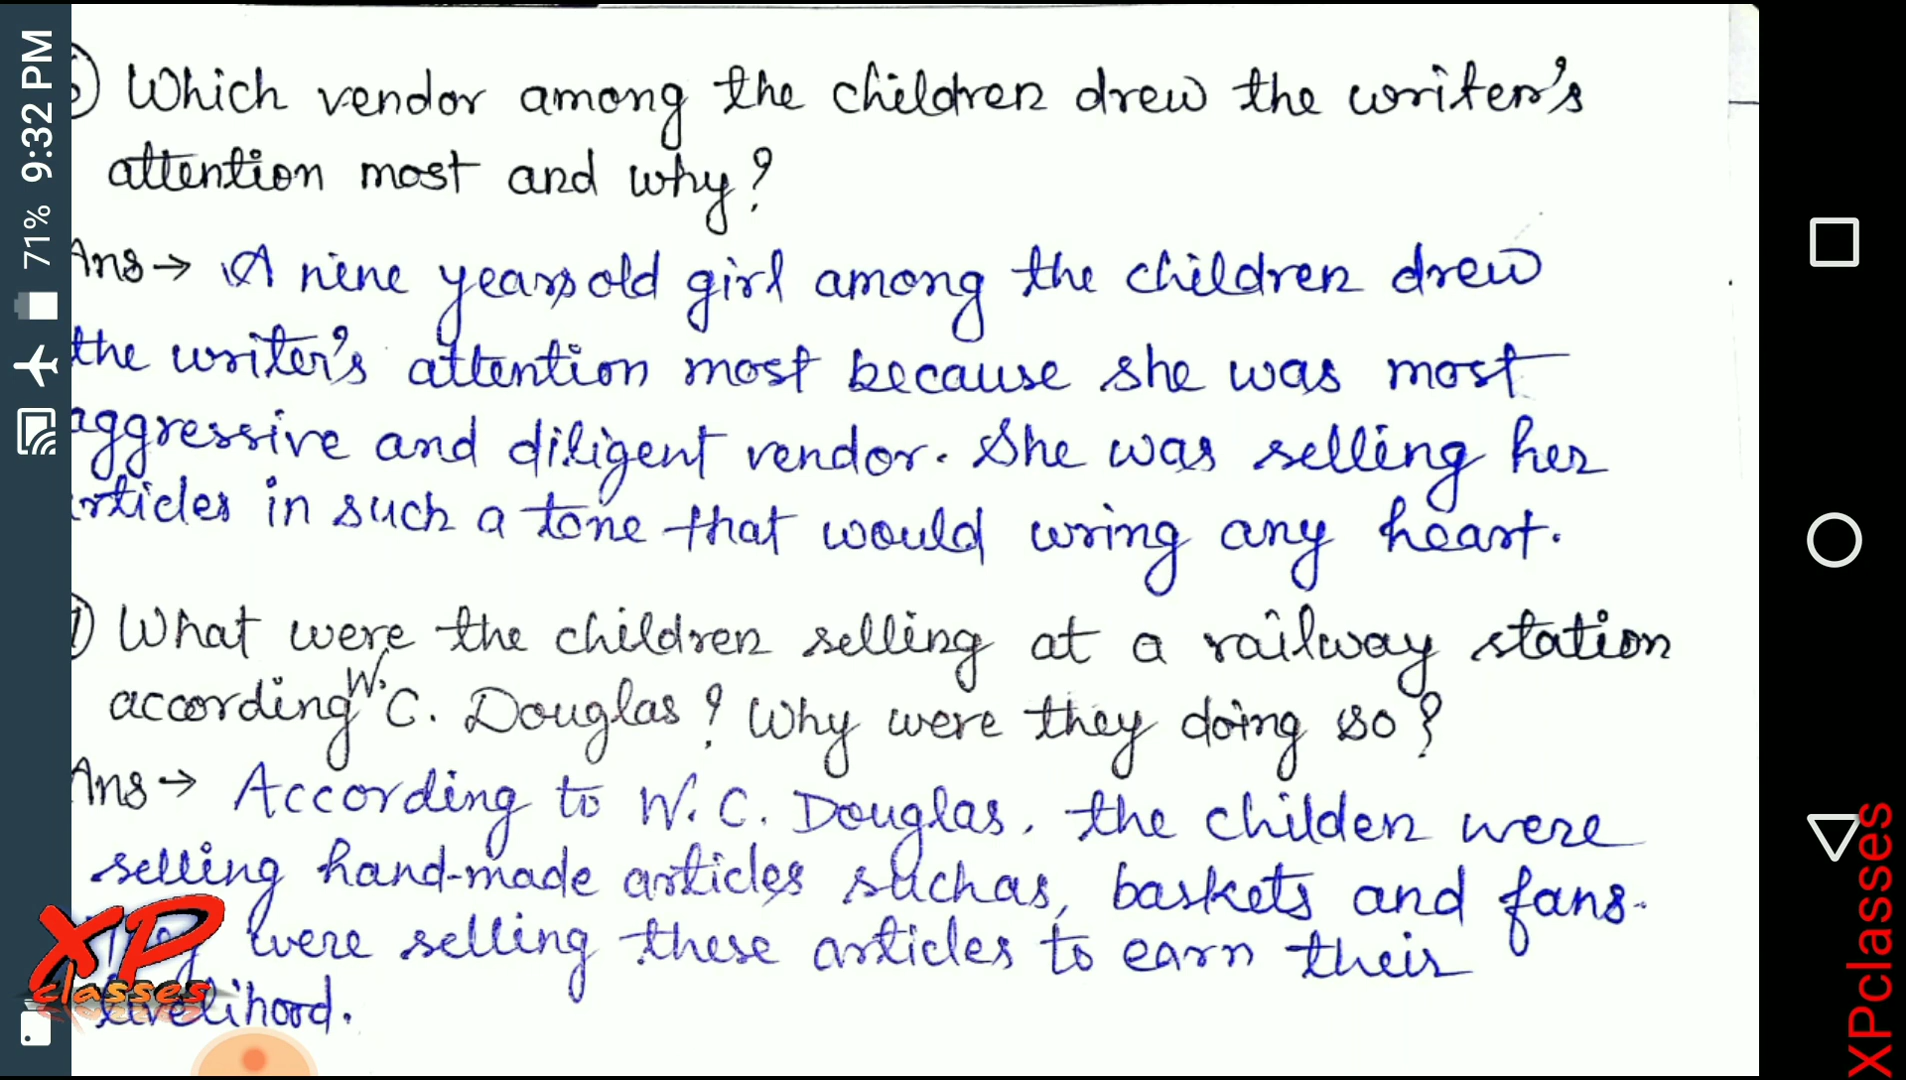 Which vendor among the children drew the writer's
attention most and why?
Ans→ A nine years old girl among the children drew
the writer's attention most because she was most
aggressive and diligent vendor. She was selling her
articles in such a tone that would wring any heart.
What were the children selling at a railway station
according W. C. Douglas? Why were they doing so?
Ans→ According to W. C. Douglas, the childen were
selling hand-made articles such as, baskets and fans.
They were selling these articles to earn their
livelihood.
XP
classes
71% 9:32 PM
XPclasses